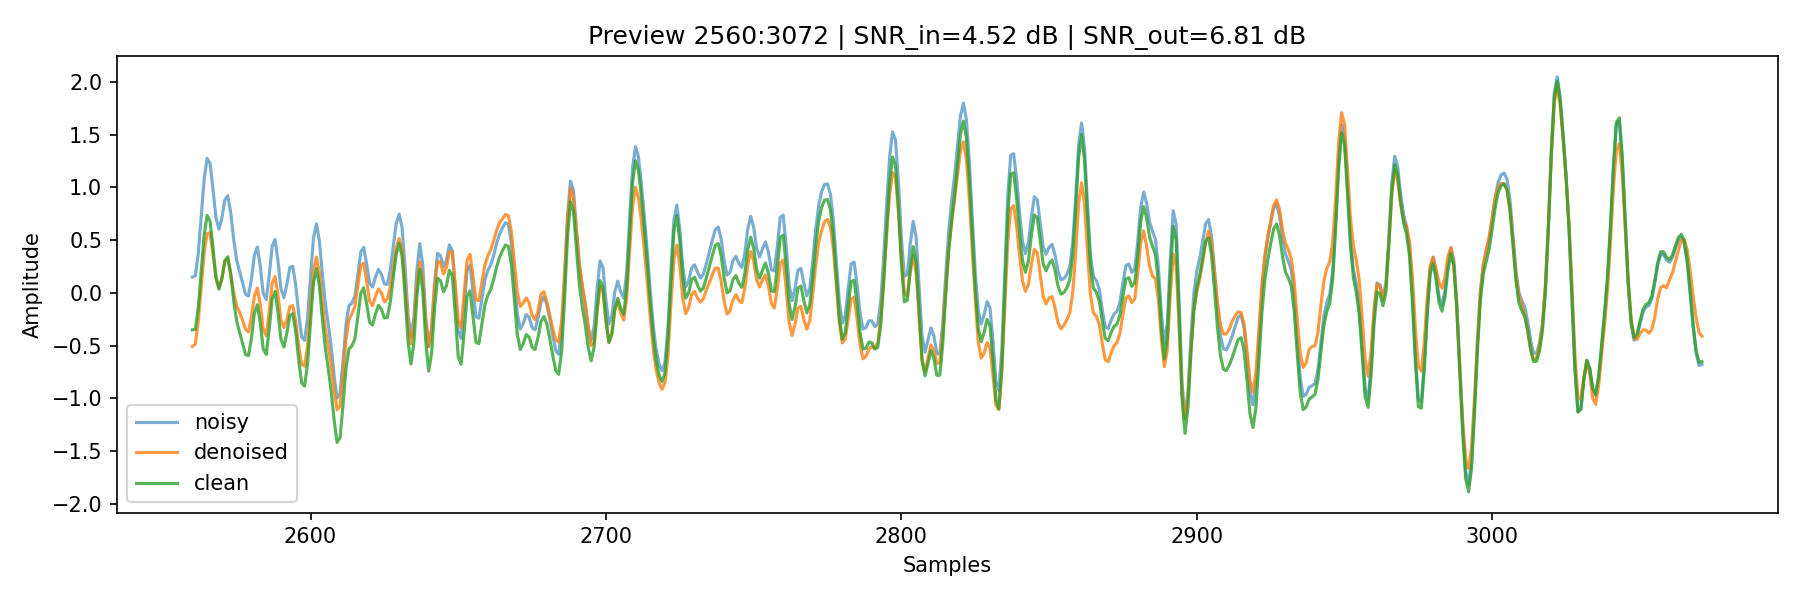 Preview 2560:3072 | SNR_in=4.52 dB | SNR_out=6.81 dB
Amplitude
2.0
1.5
1.0
0.5
0.0
−0.5
−1.0
−1.5
−2.0
noisy
denoised
clean
2600 2700 2800 2900 3000
Samples